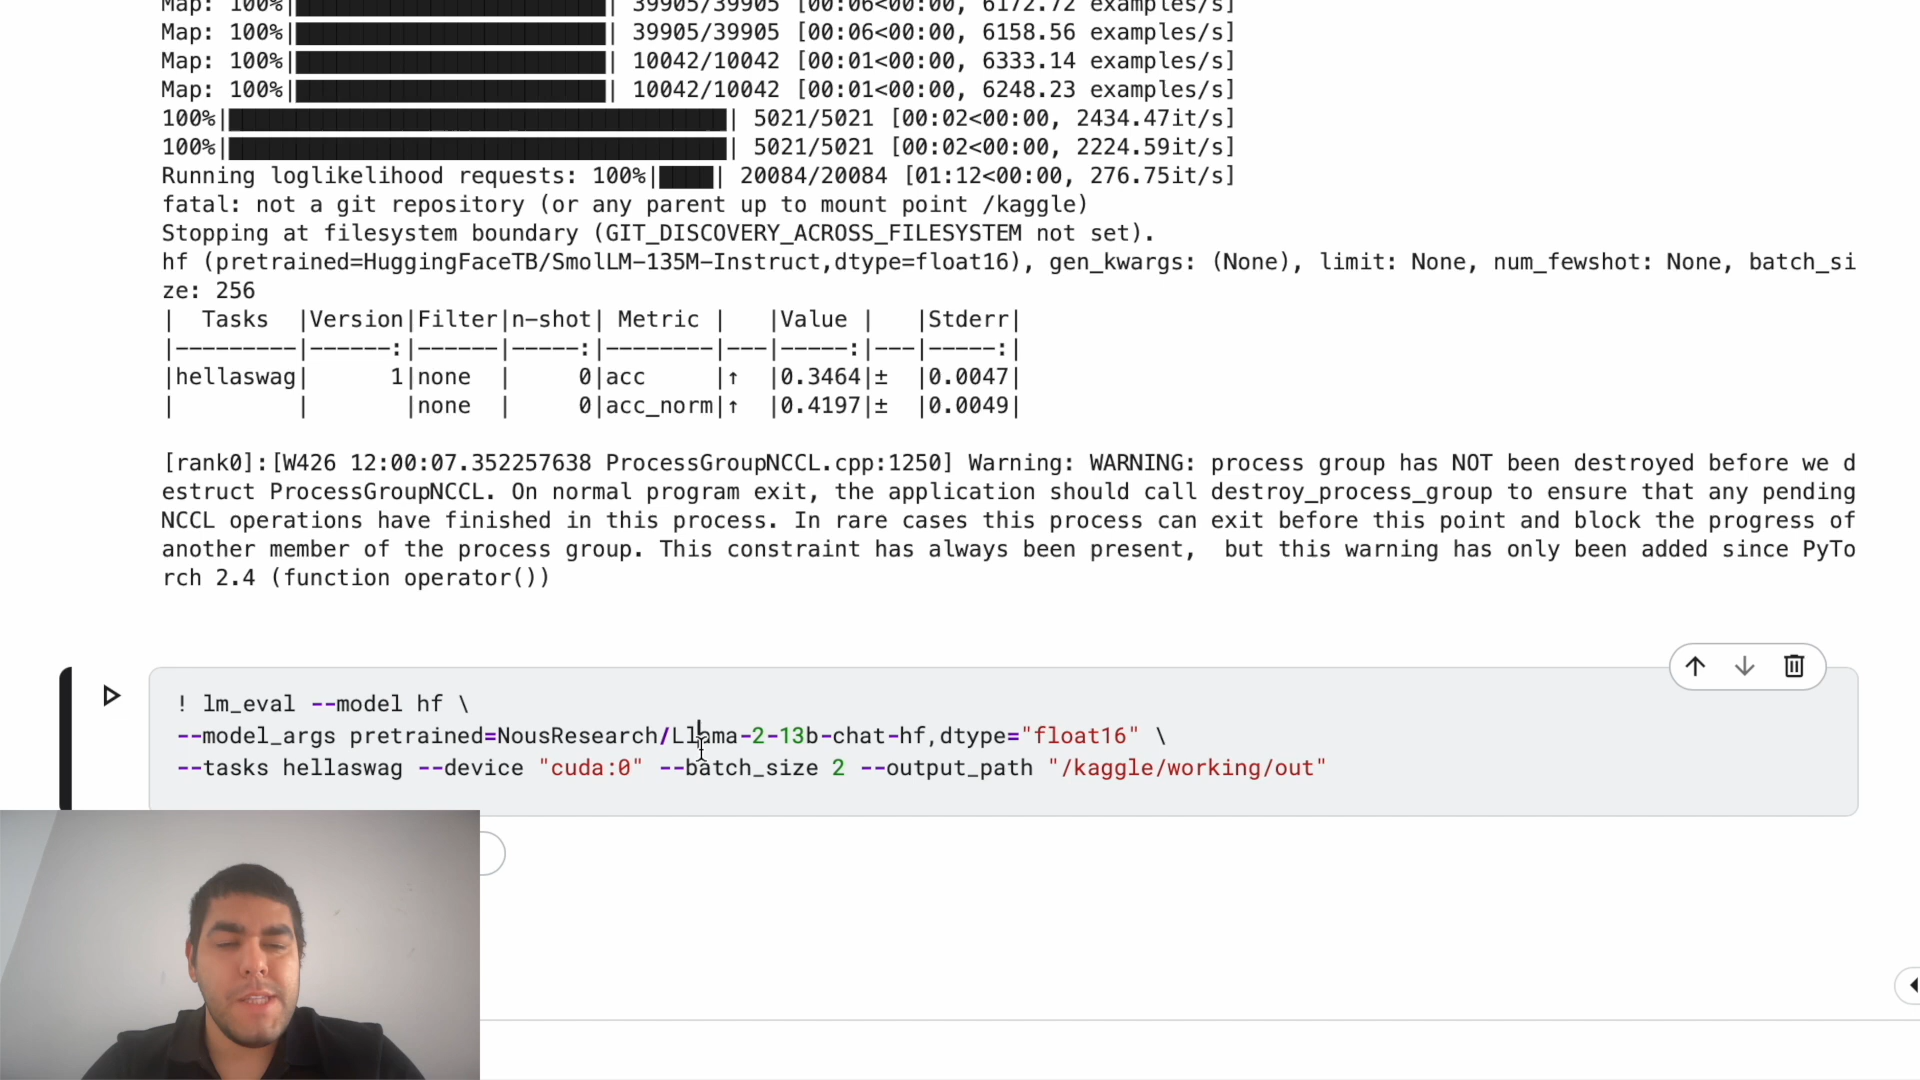 Map: 100%| | 39905/39905 [00:06<00:00, 6172.72 examples/s]
Map: 100%| | 39905/39905 [00:06<00:00, 6158.56 examples/s]
Map: 100%| | 10042/10042 [00:01<00:00, 6333.14 examples/s]
Map: 100%| | 10042/10042 [00:01<00:00, 6248.23 examples/s]
100%| | 5021/5021 [00:02<00:00, 2434.47it/s]
100%| | 5021/5021 [00:02<00:00, 2224.59it/s]
Running loglikelihood requests: 100%| | 20084/20084 [01:12<00:00, 276.75it/s]
fatal: not a git repository (or any parent up to mount point /kaggle)
Stopping at filesystem boundary (GIT_DISCOVERY_ACROSS_FILESYSTEM not set).
hf (pretrained=HuggingFaceTB/SmolLM-135M-Instruct,dtype=float16), gen_kwargs: (None), limit: None, num_fewshot: None, batch_si
ze: 256
|  Tasks  |Version|Filter|n-shot| Metric |   |Value |   |Stderr|
|---------|------:|------|-----:|--------|---|-----:|---|-----:|
|hellaswag|      1|none  |     0|acc     |↑  |0.3464|±  |0.0047|
|         |       |none  |     0|acc_norm|↑  |0.4197|±  |0.0049|
[rank0]:[W426 12:00:07.352257638 ProcessGroupNCCL.cpp:1250] Warning: WARNING: process group has NOT been destroyed before we d
estruct ProcessGroupNCCL. On normal program exit, the application should call destroy_process_group to ensure that any pending
NCCL operations have finished in this process. In rare cases this process can exit before this point and block the progress of
another member of the process group. This constraint has always been present,  but this warning has only been added since PyTo
rch 2.4 (function operator())
! lm_eval --model hf \
--model_args pretrained=NousResearch/Llama-2-13b-chat-hf,dtype="float16" \
--tasks hellaswag --device "cuda:0" --batch_size 2 --output_path "/kaggle/working/out"